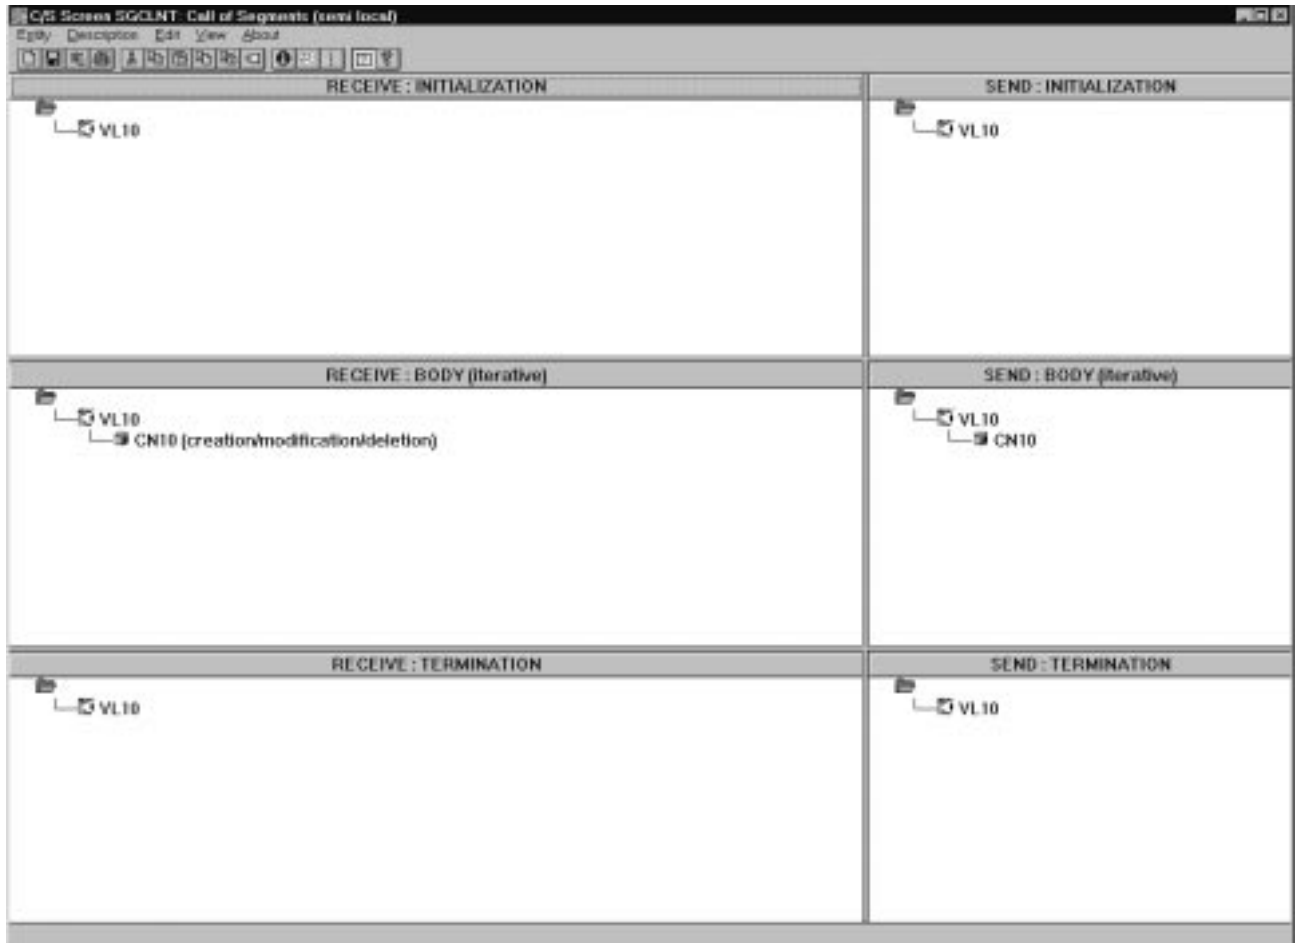 C/S Screen SGCLNT: Call of Segments (semi local)
Entity Description Edit View About
RECEIVE : INITIALIZATION
VL10
SEND : INITIALIZATION
VL10
RECEIVE : BODY (iterative)
VL10
CN10 (creation/modification/deletion)
SEND : BODY (iterative)
VL10
CN10
RECEIVE : TERMINATION
VL10
SEND : TERMINATION
VL10